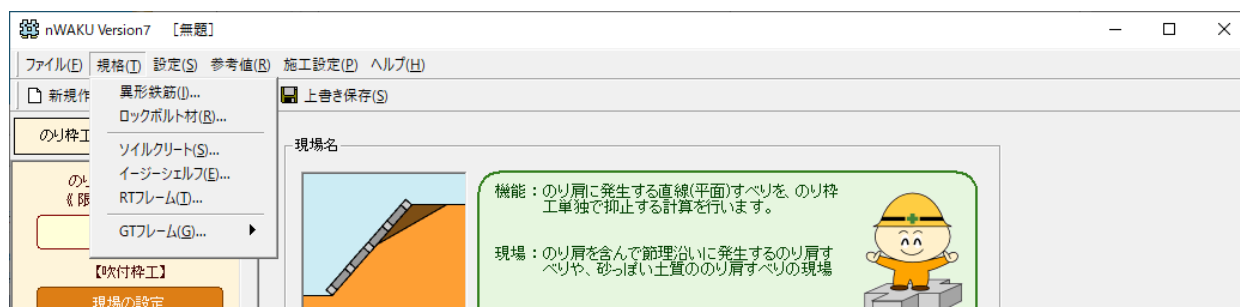 nWAKU Version7 [無題]
ファイル(F) 規格(T) 設定(S) 参考値(R) 施工設定(P) ヘルプ(H)
新規作 上書き保存(S)
異形鉄筋(I)...
ロックボルト材(R)...
ソイルクリート(S)...
イージーシェルフ(E)...
RTフレーム(T)...
GTフレーム(G)...
のり枠工
のり
《限
【吹付枠工】
現場の設定
現場名
機能：のり肩に発生する直線(平面)すべりを、のり枠
工単独で抑止する計算を行います。
現場：のり肩を含んで節理沿いに発生するのり肩す
べりや、砂っぽい土質ののり肩すべりの現場